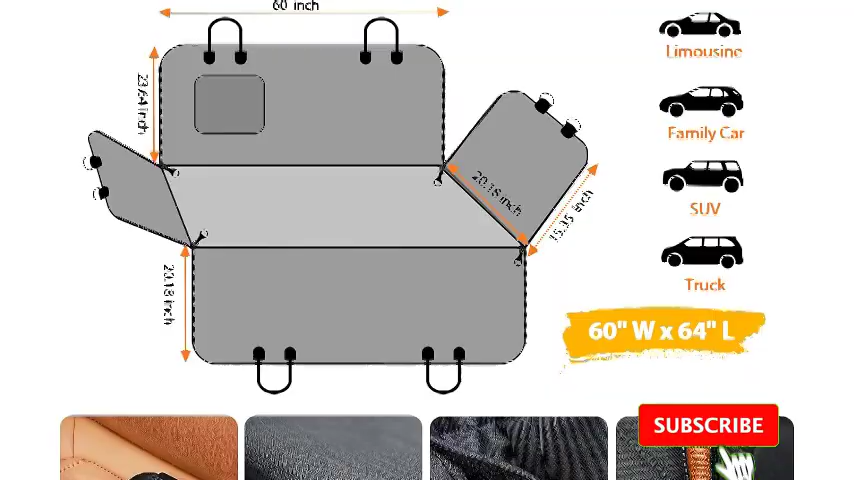 60 inch
23.64 inch
20.18 inch
15.35 inch
20.18 inch
Limousine
Family Car
SUV
Truck
60" W x 64" L
SUBSCRIBE